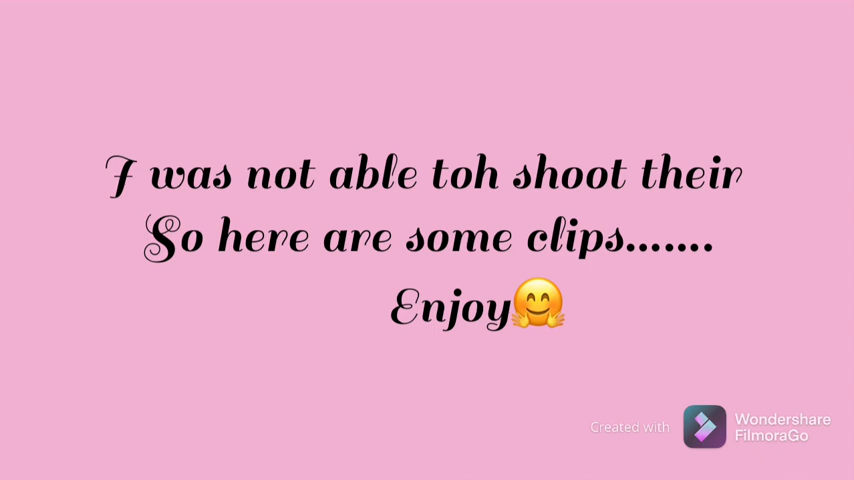 I was not able toh shoot their
So here are some clips.......
Enjoy🤗
Created with
Wondershare
FilmoraGo